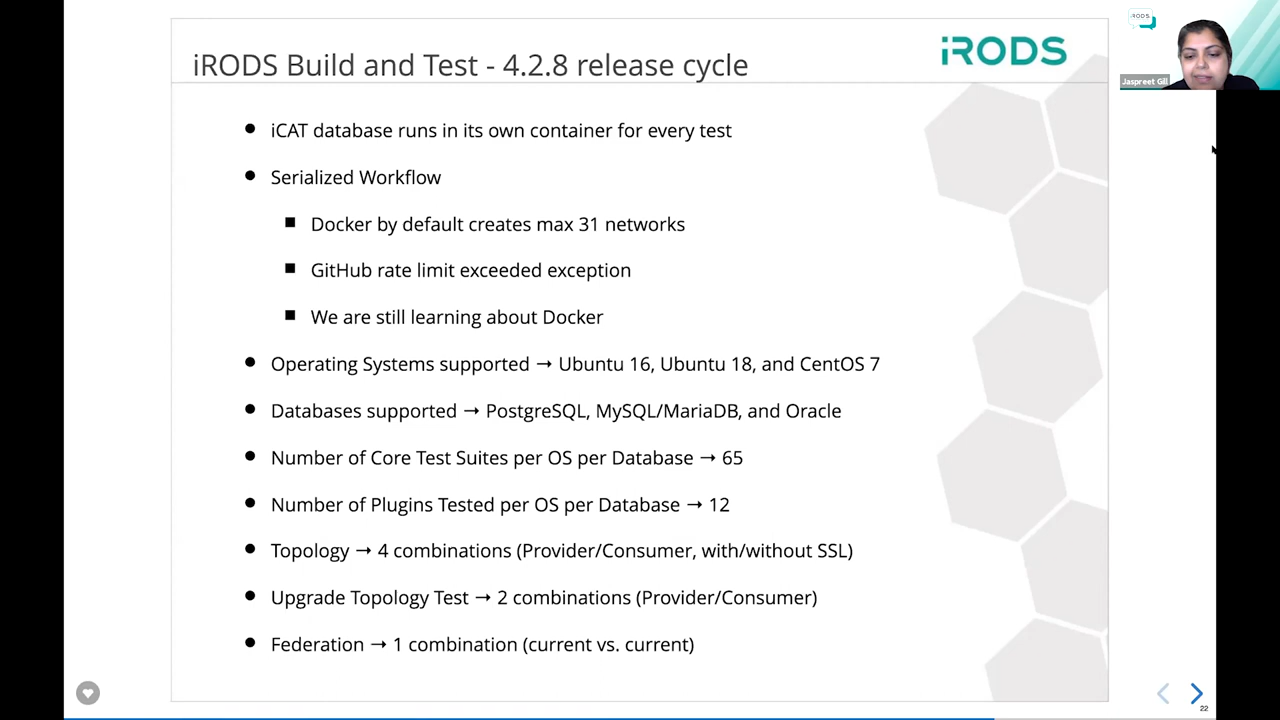 iRODS Build and Test - 4.2.8 release cycle
iRODS
iRODS
Jaspreet Gill
● iCAT database runs in its own container for every test
● Serialized Workflow
■ Docker by default creates max 31 networks
■ GitHub rate limit exceeded exception
■ We are still learning about Docker
● Operating Systems supported → Ubuntu 16, Ubuntu 18, and CentOS 7
● Databases supported → PostgreSQL, MySQL/MariaDB, and Oracle
● Number of Core Test Suites per OS per Database → 65
● Number of Plugins Tested per OS per Database → 12
● Topology → 4 combinations (Provider/Consumer, with/without SSL)
● Upgrade Topology Test → 2 combinations (Provider/Consumer)
● Federation → 1 combination (current vs. current)
22